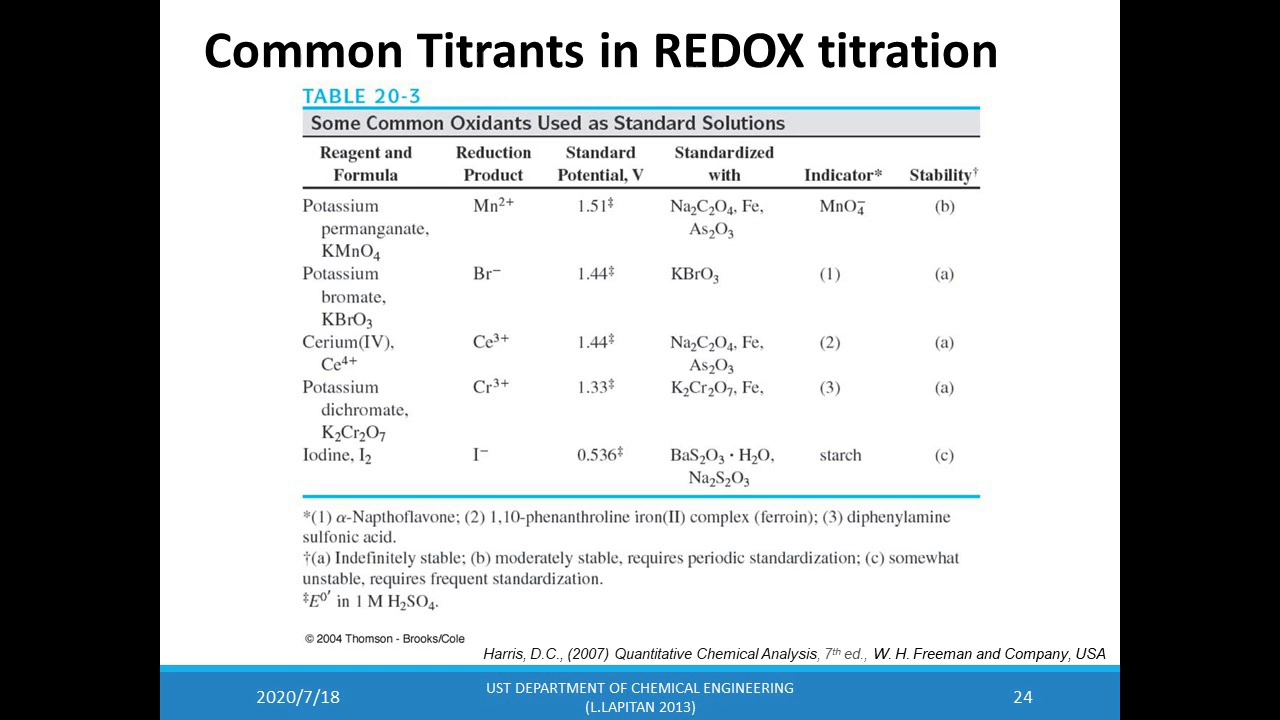 Common Titrants in REDOX titration
TABLE 20-3
Some Common Oxidants Used as Standard Solutions
Reagent and Reduction Standard Standardized
Formula Product Potential, V with Indicator* Stability†
Potassium Mn²⁺ 1.51‡ Na₂C₂O₄, Fe, MnO₄⁻ (b)
permanganate, As₂O₃
KMnO₄
Potassium Br⁻ 1.44‡ KBrO₃ (1) (a)
bromate,
KBrO₃
Cerium(IV), Ce³⁺ 1.44‡ Na₂C₂O₄, Fe, (2) (a)
Ce⁴⁺ As₂O₃
Potassium Cr³⁺ 1.33‡ K₂Cr₂O₇, Fe, (3) (a)
dichromate,
K₂Cr₂O₇
Iodine, I₂ I⁻ 0.536‡ BaS₂O₃ · H₂O, starch (c)
Na₂S₂O₃
*(1) α-Napthoflavone; (2) 1,10-phenanthroline iron(II) complex (ferroin); (3) diphenylamine
sulfonic acid.
†(a) Indefinitely stable; (b) moderately stable, requires periodic standardization; (c) somewhat
unstable, requires frequent standardization.
‡E⁰′ in 1 M H₂SO₄.
© 2004 Thomson - Brooks/Cole
Harris, D.C., (2007) Quantitative Chemical Analysis, 7th ed., W. H. Freeman and Company, USA
2020/7/18
UST DEPARTMENT OF CHEMICAL ENGINEERING
(L.LAPITAN 2013)
24